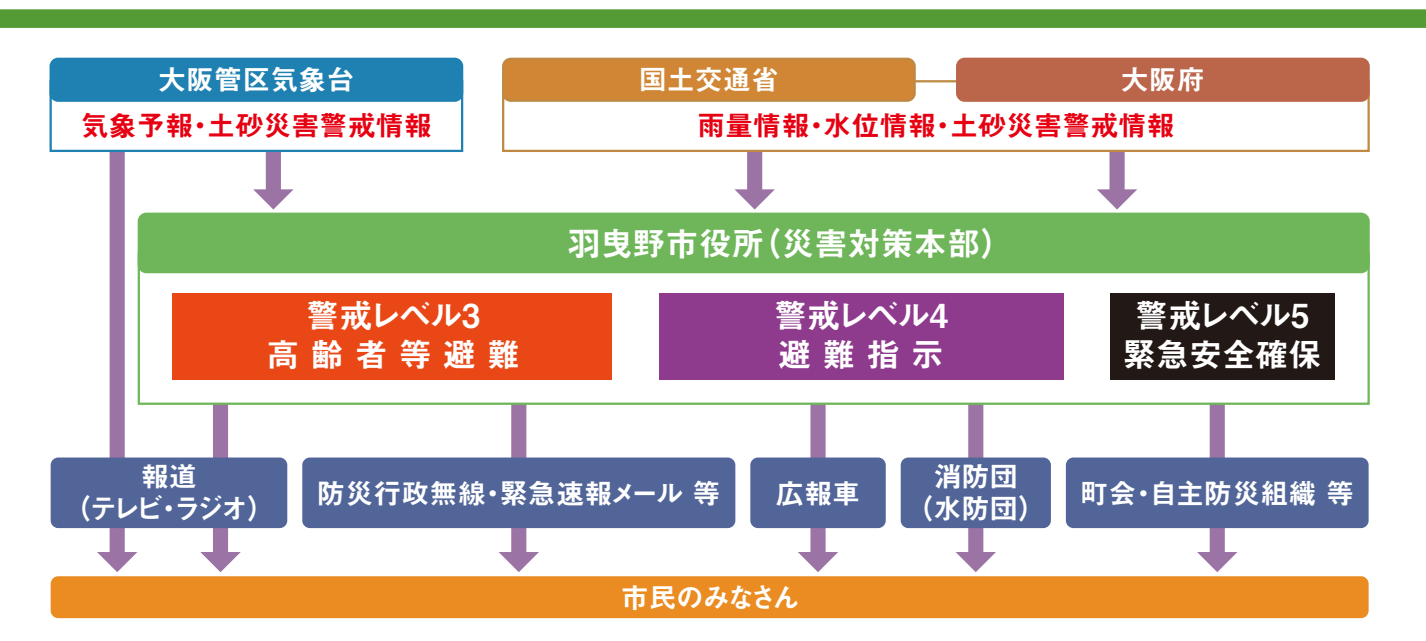 大阪管区気象台
気象予報・土砂災害警戒情報
国土交通省
大阪府
雨量情報・水位情報・土砂災害警戒情報
羽曳野市役所（災害対策本部）
警戒レベル3
高齢者等避難
警戒レベル4
避難指示
警戒レベル5
緊急安全確保
報道
（テレビ・ラジオ）
防災行政無線・緊急速報メール 等
広報車
消防団
（水防団）
町会・自主防災組織 等
市民のみなさん